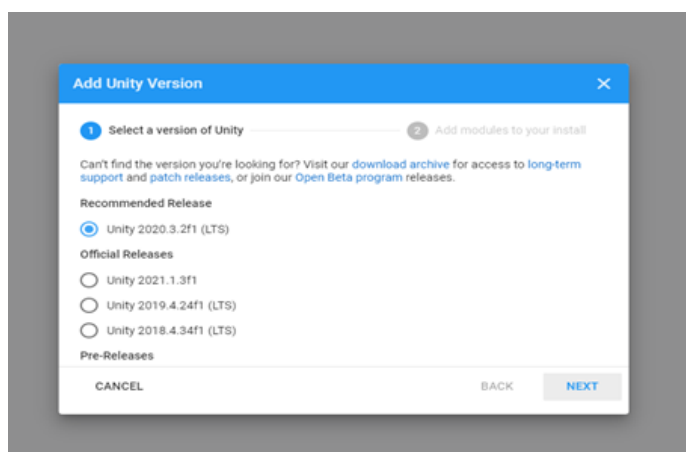 Add Unity Version
1 Select a version of Unity 2 Add modules to your install
Can't find the version you're looking for? Visit our download archive for access to long-term
support and patch releases, or join our Open Beta program releases.
Recommended Release
Unity 2020.3.2f1 (LTS)
Official Releases
Unity 2021.1.3f1
Unity 2019.4.24f1 (LTS)
Unity 2018.4.34f1 (LTS)
Pre-Releases
CANCEL BACK NEXT